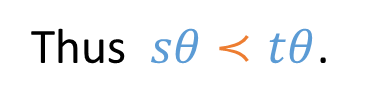 Thus 𝑠𝜃 ≺ 𝑡𝜃.